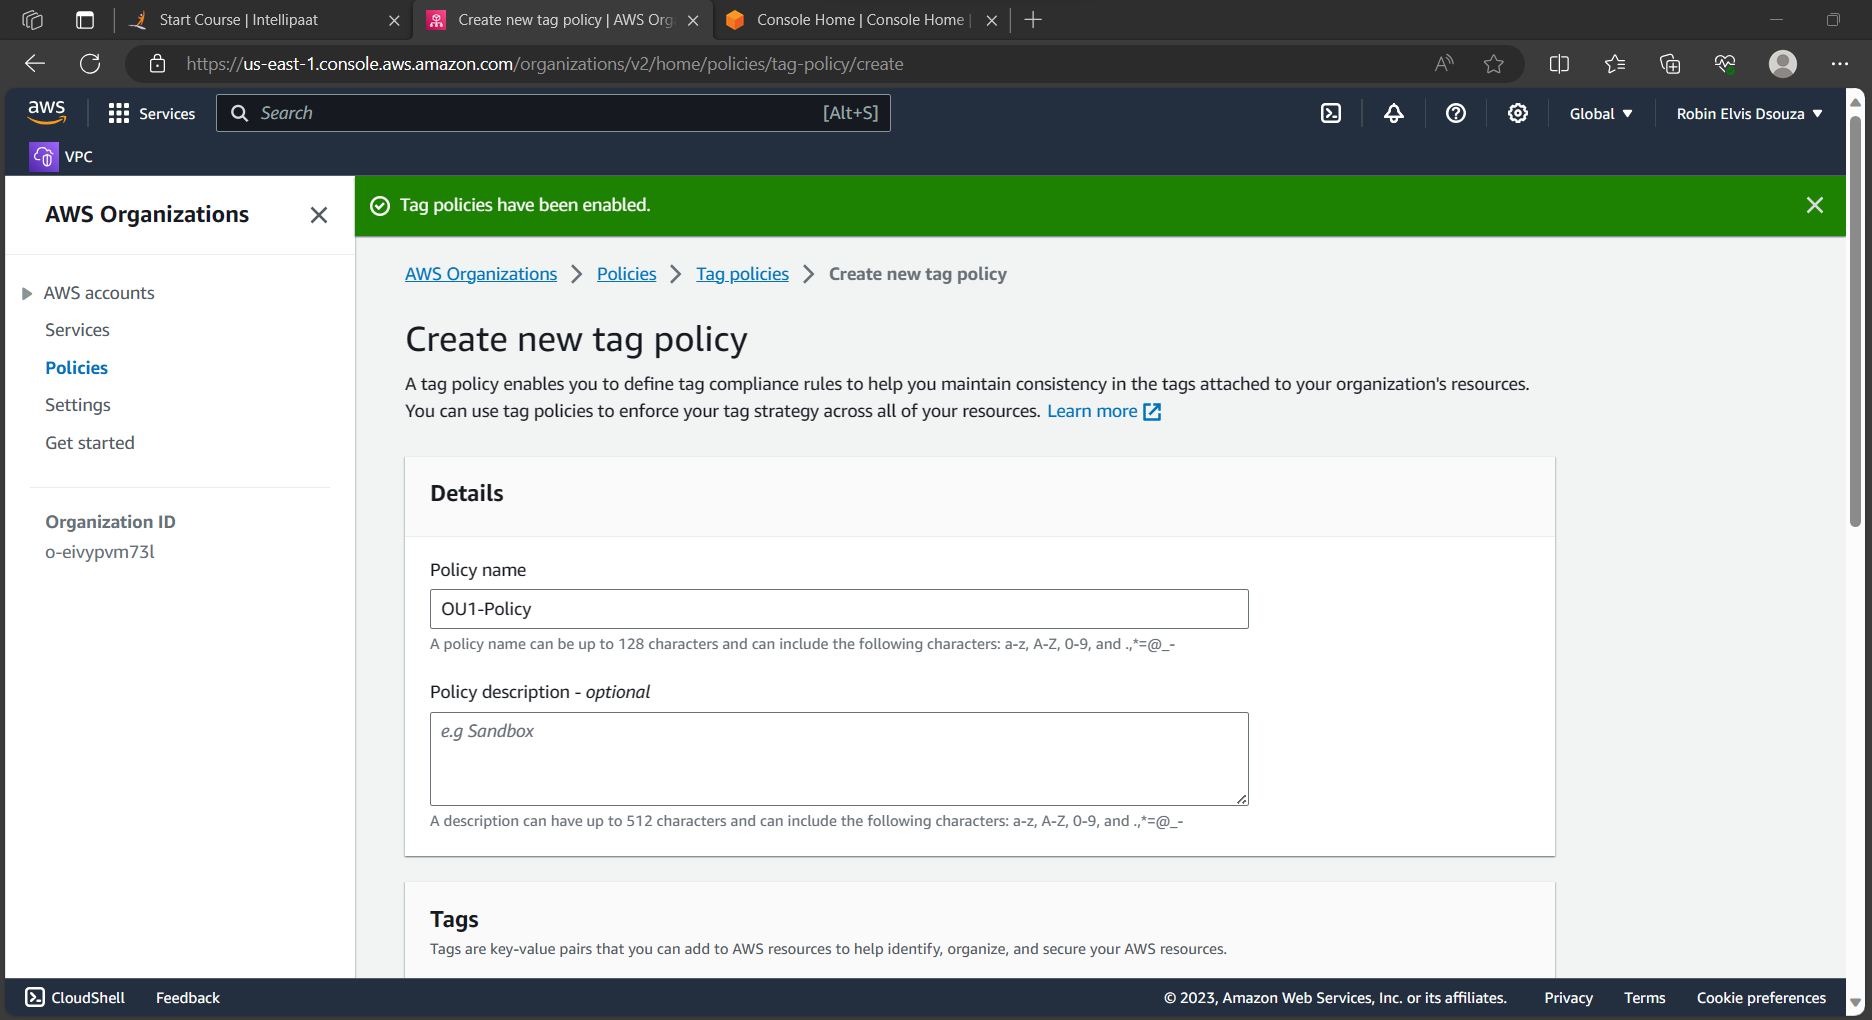 Start Course | Intellipaat
Create new tag policy | AWS Org
Console Home | Console Home |
https://us-east-1.console.aws.amazon.com/organizations/v2/home/policies/tag-policy/create
aws
Services
Search
[Alt+S]
Global
Robin Elvis Dsouza
VPC
AWS Organizations
Tag policies have been enabled.
AWS accounts
Services
Policies
Settings
Get started
Organization ID
o-eivypvm73l
AWS Organizations > Policies > Tag policies > Create new tag policy
Create new tag policy
A tag policy enables you to define tag compliance rules to help you maintain consistency in the tags attached to your organization's resources.
You can use tag policies to enforce your tag strategy across all of your resources. Learn more
Details
Policy name
OU1-Policy
A policy name can be up to 128 characters and can include the following characters: a-z, A-Z, 0-9, and .,*=@_-
Policy description - optional
e.g Sandbox
A description can have up to 512 characters and can include the following characters: a-z, A-Z, 0-9, and .,*=@_-
Tags
Tags are key-value pairs that you can add to AWS resources to help identify, organize, and secure your AWS resources.
CloudShell
Feedback
© 2023, Amazon Web Services, Inc. or its affiliates.
Privacy
Terms
Cookie preferences